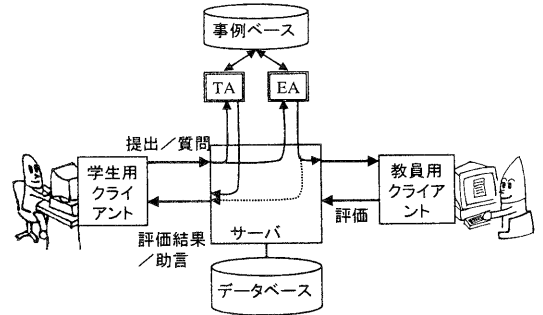 事例ベース
TA
EA
提出／質問
学生用
クライ
アント
教員用
クライア
ント
評価
評価結果
／助言
サーバ
データベース